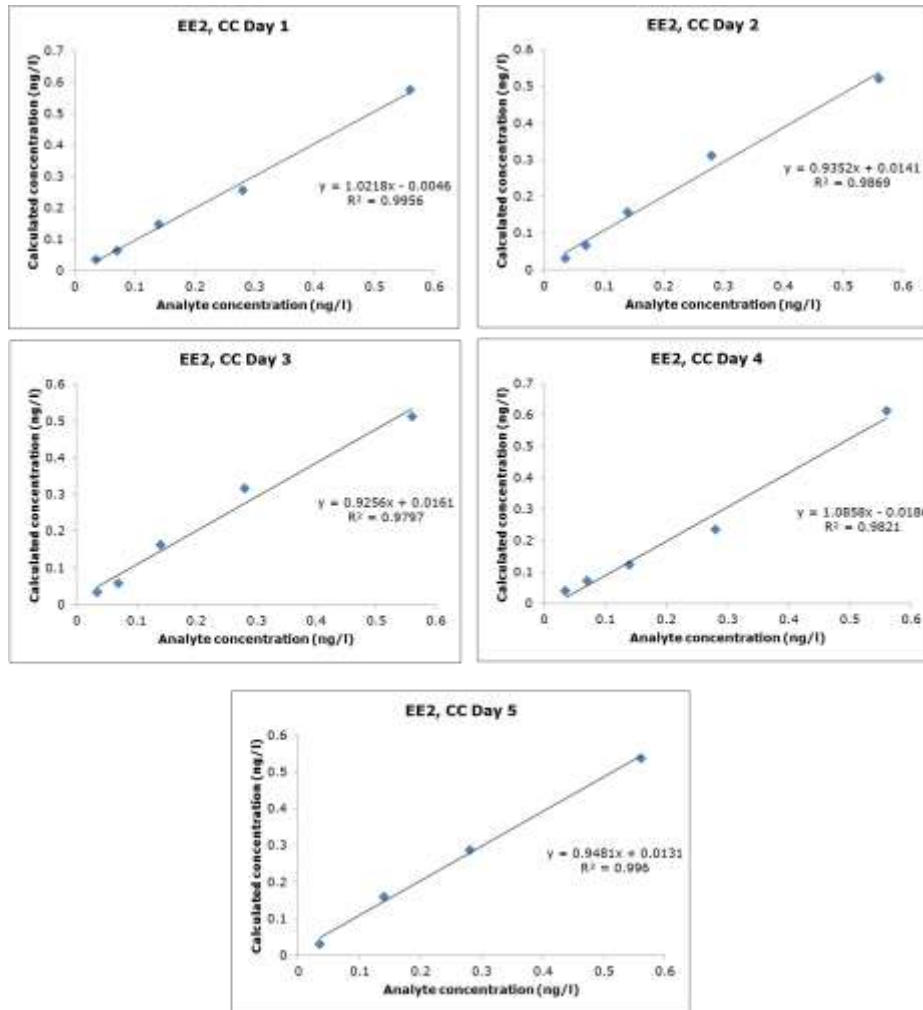 EE2, CC Day 1
Calculated concentration (ng/l)
0.7
0.6
0.5
0.4
0.3
0.2
0.1
0
y = 1.0218x - 0.0046
R² = 0.9956
0 0.1 0.2 0.3 0.4 0.5 0.6
Analyte concentration (ng/l)
EE2, CC Day 2
Calculated concentration (ng/l)
0.6
0.5
0.4
0.3
0.2
0.1
0
y = 0.9352x + 0.0141
R² = 0.9869
0 0.1 0.2 0.3 0.4 0.5 0.6
Analyte concentration (ng/l)
EE2, CC Day 3
Calculated concentration (ng/l)
0.6
0.5
0.4
0.3
0.2
0.1
0
y = 0.9256x + 0.0161
R² = 0.9797
0 0.1 0.2 0.3 0.4 0.5 0.6
Analyte concentration (ng/l)
EE2, CC Day 4
Calculated concentration (ng/l)
0.7
0.6
0.5
0.4
0.3
0.2
0.1
0
y = 1.0858x - 0.0186
R² = 0.9821
0 0.1 0.2 0.3 0.4 0.5 0.6
Analyte concentration (ng/l)
EE2, CC Day 5
Calculated concentration (ng/l)
0.6
0.5
0.4
0.3
0.2
0.1
0
y = 0.9481x + 0.0131
R² = 0.996
0 0.1 0.2 0.3 0.4 0.5 0.6
Analyte concentration (ng/l)